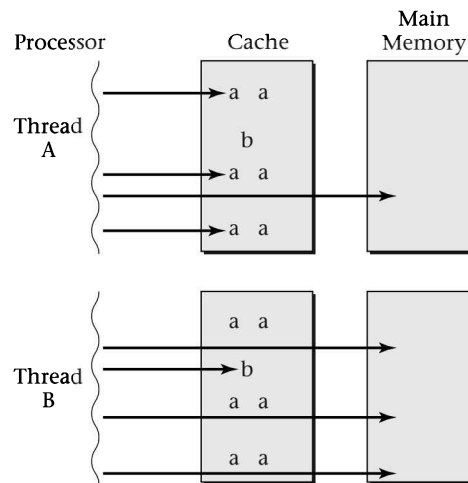 Processor
Cache
Main
Memory
Thread
A
a a
b
a a
a a
Thread
B
a a
b
a a
a a